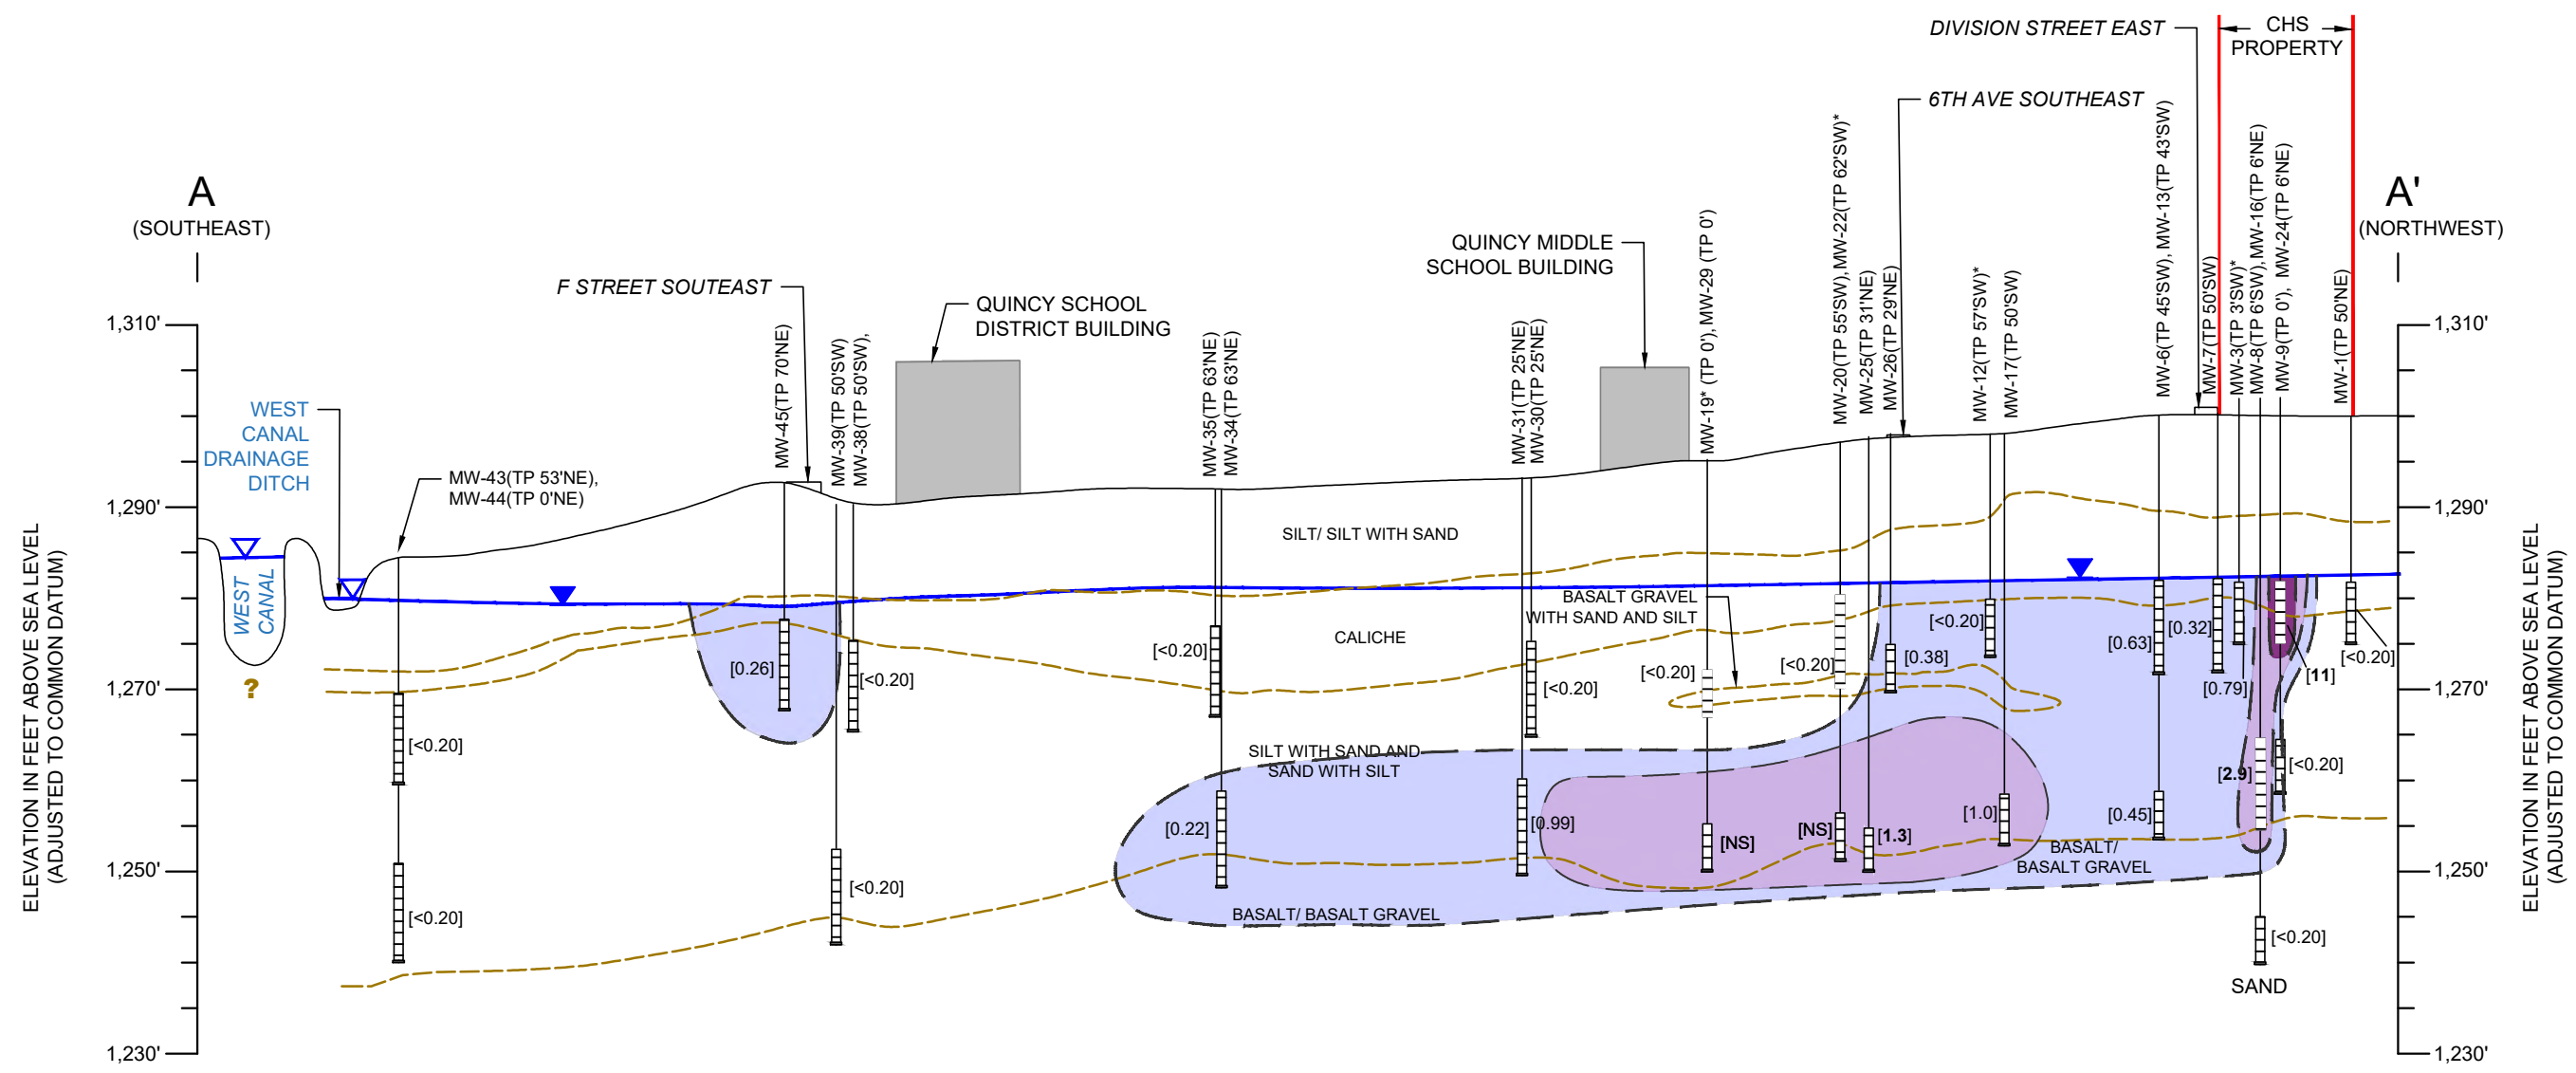 DIVISION STREET EAST
CHS
PROPERTY
6TH AVE SOUTHEAST
A
(SOUTHEAST)
A'
(NORTHWEST)
QUINCY MIDDLE
SCHOOL BUILDING
F STREET SOUTEAST
QUINCY SCHOOL
DISTRICT BUILDING
WEST
CANAL
DRAINAGE
DITCH
MW-43(TP 53'NE),
MW-44(TP 0'NE)
MW-45(TP 70'NE)
MW-39(TP 50'SW)
MW-38(TP 50'SW),
MW-35(TP 63'NE)
MW-34(TP 63'NE)
MW-31(TP 25'NE)
MW-30(TP 25'NE)
MW-19* (TP 0'), MW-29 (TP 0')
MW-20(TP 55'SW),MW-22(TP 62'SW)*
MW-25(TP 31'NE)
MW-26(TP 29'NE)
MW-12(TP 57'SW)*
MW-17(TP 50'SW)
MW-6(TP 45'SW), MW-13(TP 43'SW)
MW-7(TP 50'SW)
MW-3(TP 3'SW)*
MW-8(TP 6'SW),MW-16(TP 6'NE)
MW-9(TP 0'), MW-24(TP 6'NE)
MW-1(TP 50'NE)
1,310'
1,290'
1,270'
1,250'
1,230'
ELEVATION IN FEET ABOVE SEA LEVEL
(ADJUSTED TO COMMON DATUM)
WEST
CANAL
?
SILT/ SILT WITH SAND
BASALT GRAVEL
WITH SAND AND SILT
CALICHE
SILT WITH SAND AND
SAND WITH SILT
BASALT/ BASALT GRAVEL
BASALT/
BASALT GRAVEL
SAND
[<0.20]
[<0.20]
[0.26]
[<0.20]
[<0.20]
[<0.20]
[0.22]
[<0.20]
[0.99]
[<0.20]
[NS]
[<0.20]
[NS]
[1.3]
[0.38]
[<0.20]
[1.0]
[0.63]
[0.45]
[0.32]
[0.79]
[2.9]
[<0.20]
[11]
[<0.20]
[<0.20]
1,310'
1,290'
1,270'
1,250'
1,230'
ELEVATION IN FEET ABOVE SEA LEVEL
(ADJUSTED TO COMMON DATUM)